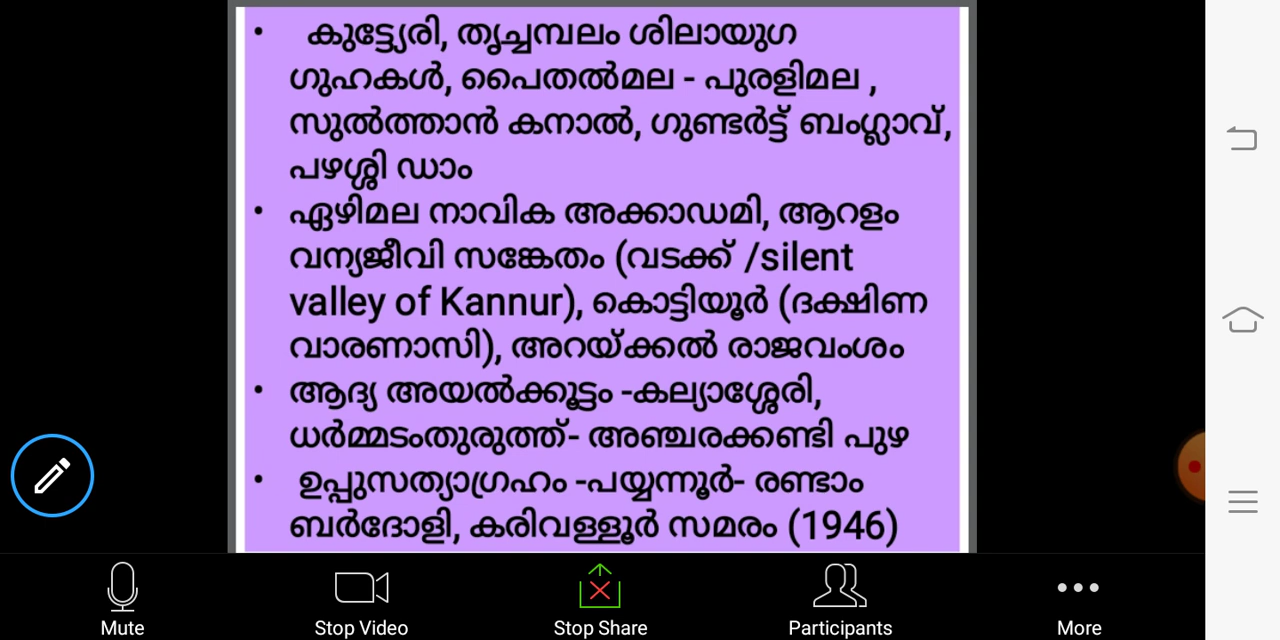 • കുട്ട്യേരി, തൃച്ചമ്പലം ശിലായുഗ
ഗുഹകൾ, പൈതൽമല - പുരളിമല ,
സുൽത്താൻ കനാൽ, ഗുണ്ടർട്ട് ബംഗ്ലാവ്,
പഴശ്ശി ഡാം
• ഏഴിമല നാവിക അക്കാഡമി, ആറളം
വന്യജീവി സങ്കേതം (വടക്ക് /silent
valley of Kannur), കൊട്ടിയൂർ (ദക്ഷിണ
വാരണാസി), അറയ്ക്കൽ രാജവംശം
• ആദ്യ അയൽക്കൂട്ടം -കല്യാശ്ശേരി,
ധർമ്മടംതുരുത്ത്- അഞ്ചരക്കണ്ടി പുഴ
• ഉപ്പുസത്യാഗ്രഹം -പയ്യന്നൂർ- രണ്ടാം
ബർദോളി, കരിവള്ളൂർ സമരം (1946)
Mute Stop Video Stop Share Participants More